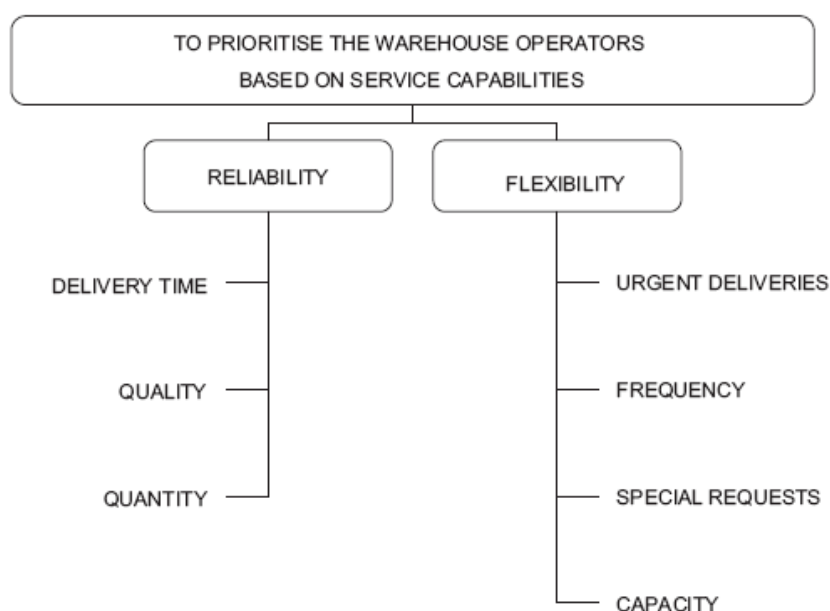 TO PRIORITISE THE WAREHOUSE OPERATORS
BASED ON SERVICE CAPABILITIES
RELIABILITY
FLEXIBILITY
DELIVERY TIME
QUALITY
QUANTITY
URGENT DELIVERIES
FREQUENCY
SPECIAL REQUESTS
CAPACITY